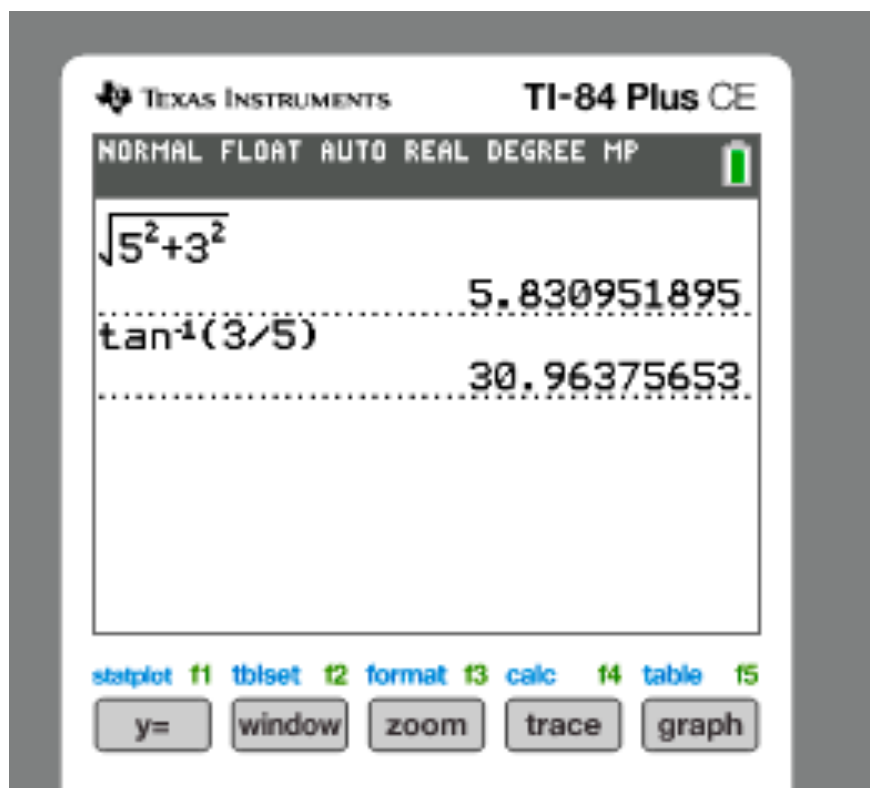 TEXAS INSTRUMENTS TI-84 Plus CE
NORMAL FLOAT AUTO REAL DEGREE MP
√5²+3²
5.830951895
tan⁻¹(3/5)
30.96375653
statplot f1 tblset f2 format f3 calc f4 table f5
y= window zoom trace graph